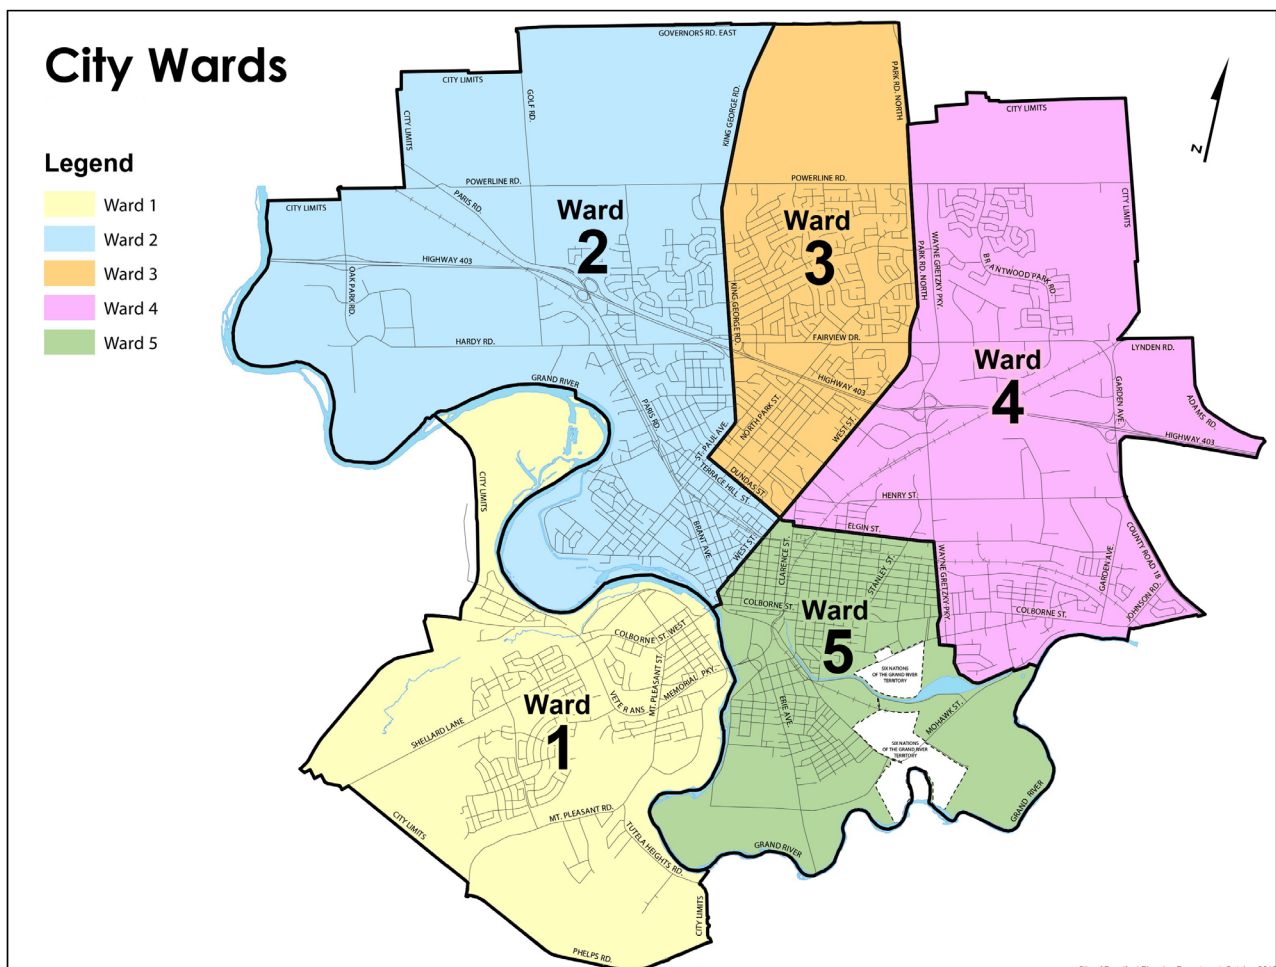 City Wards
Legend
Ward 1
Ward 2
Ward 3
Ward 4
Ward 5
N
GOVERNORS RD. EAST
CITY LIMITS
CITY LIMITS
GOLF RD.
KING GEORGE RD.
PARK RD. NORTH
CITY LIMITS
POWERLINE RD.
POWERLINE RD.
CITY LIMITS
PARIS RD.
CITY LIMITS
Ward
2
Ward
3
HIGHWAY 403
OAK PARK RD.
KING GEORGE RD.
PARK RD. NORTH
WAYNE GRETZKY PKY.
BRANTWOOD PARK RD.
HARDY RD.
FAIRVIEW DR.
LYNDEN RD.
Ward
4
GRAND RIVER
HIGHWAY 403
GARDEN AVE.
ADAMS RD.
PARIS RD.
NORTH PARK ST.
WEST ST.
HIGHWAY 403
ST. PAUL AVE.
TERRACE HILL ST.
DUNDAS ST.
CITY LIMITS
HENRY ST.
ELGIN ST.
BRANT AVE.
WEST ST.
CLARENCE ST.
STANLEY ST.
WAYNE GRETZKY PKY.
GARDEN AVE.
COUNTY ROAD 18
JOHNSON RD.
COLBORNE ST.
COLBORNE ST.
Ward
5
COLBORNE ST. WEST
MT. PLEASANT ST.
VETERANS MEMORIAL PKY.
SIX NATIONS
OF THE GRAND RIVER
TERRITORY
ERIE AVE.
MOHAWK ST.
SHELLARD LANE
Ward
1
SIX NATIONS
OF THE GRAND RIVER
TERRITORY
CITY LIMITS
MT. PLEASANT RD.
TUTELA HEIGHTS RD.
GRAND RIVER
GRAND RIVER
CITY LIMITS
PHELPS RD.